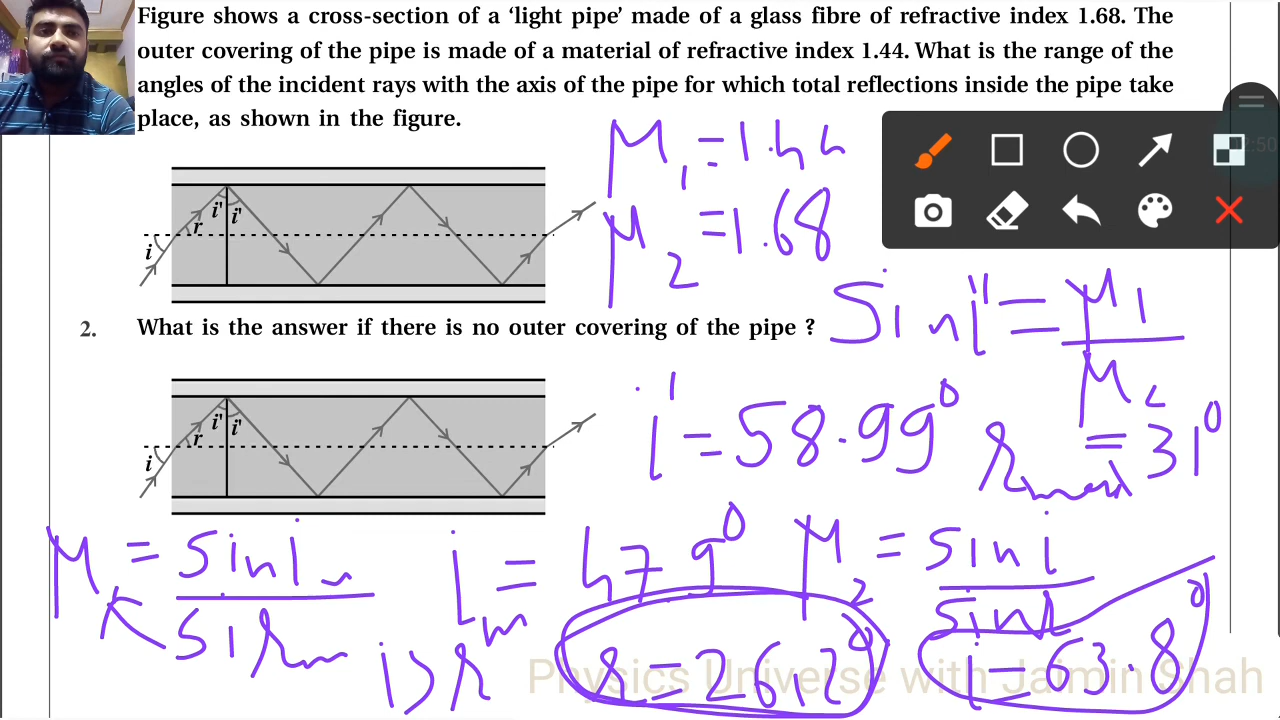 Figure shows a cross-section of a ‘light pipe’ made of a glass fibre of refractive index 1.68. The
outer covering of the pipe is made of a material of refractive index 1.44. What is the range of the
angles of the incident rays with the axis of the pipe for which total reflections inside the pipe take
place, as shown in the figure.
μ₁ = 1.44
μ₂ = 1.68
:50
i' i'
r
i
2. What is the answer if there is no outer covering of the pipe ?
Sin i' = μ₁/μ₂
i' i'
r
i
i' = 58.99°
r max = 31°
μ = sin i m / sin r m
i m = 47 9°
μ₂ = sin i / sin r
i > r
r = 26.2°
i = 63.8°
Physics Universe with Jaimin Shah